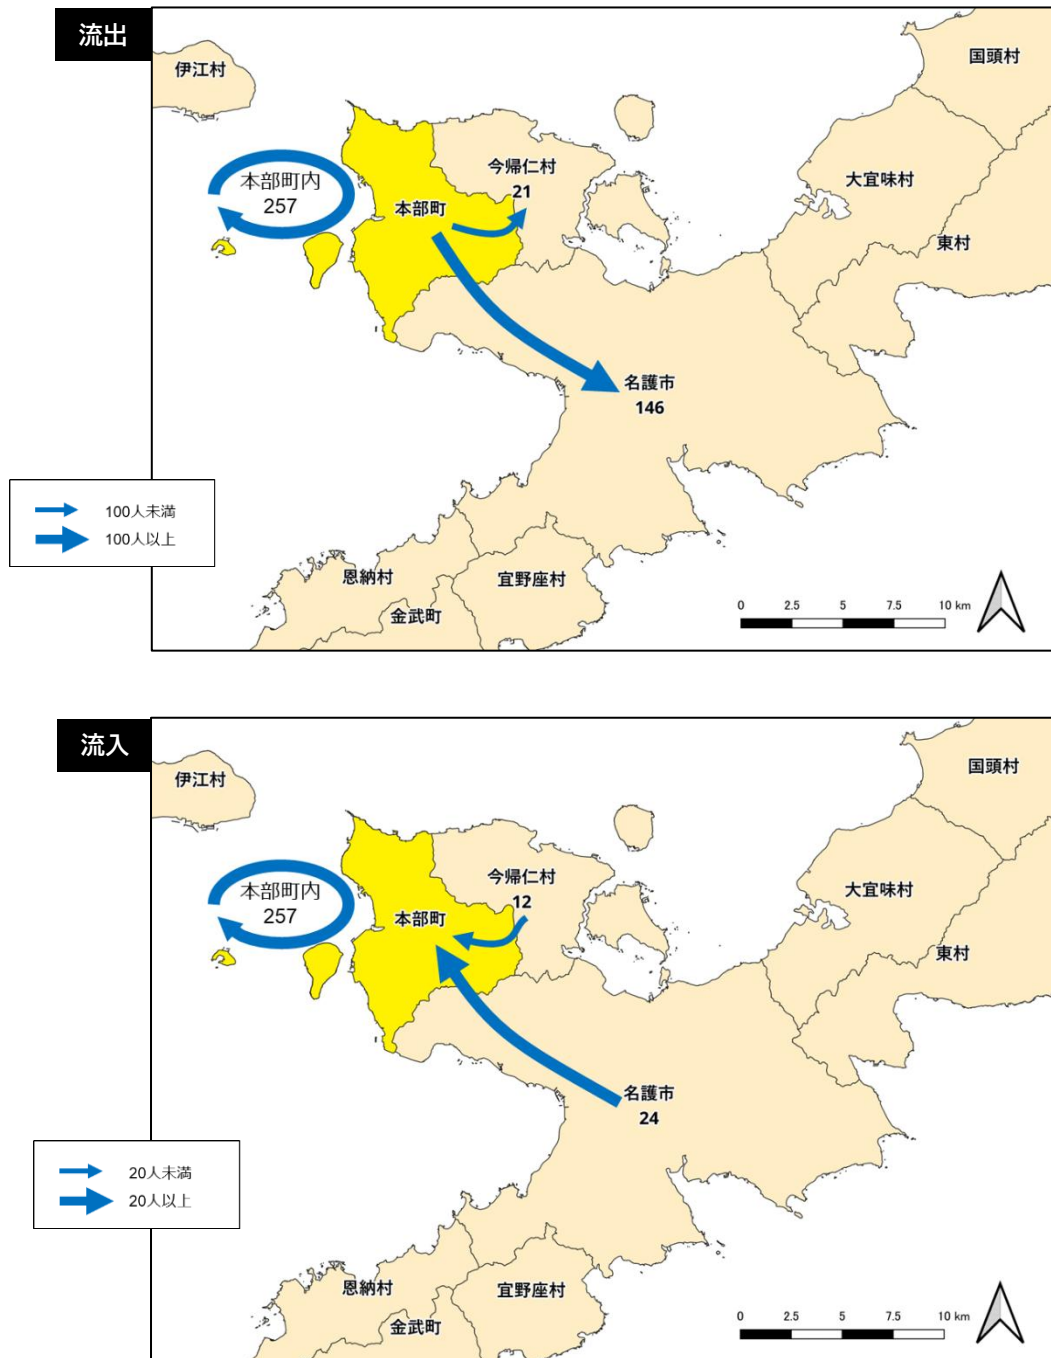 流出
伊江村
国頭村
今帰仁村
21
大宜味村
本部町内
257
本部町
東村
名護市
146
100人未満
100人以上
恩納村
宜野座村
金武町
0 2.5 5 7.5 10 km
流入
伊江村
国頭村
今帰仁村
12
大宜味村
本部町内
257
本部町
東村
名護市
24
20人未満
20人以上
恩納村
宜野座村
金武町
0 2.5 5 7.5 10 km